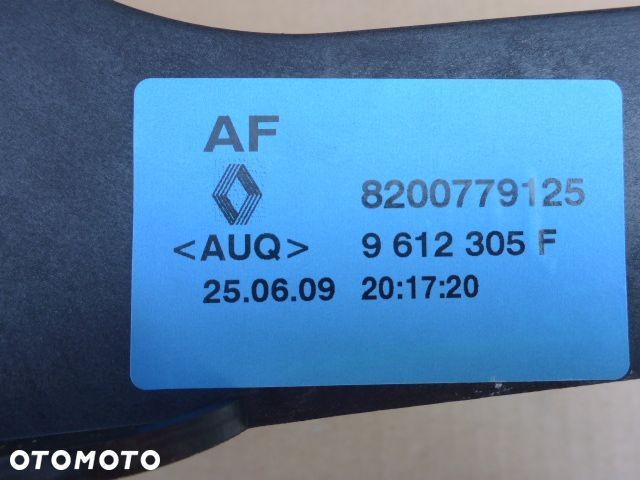 AF
8200779125
<AUQ> 9 612 305 F
25.06.09 20:17:20
OTOMOTO